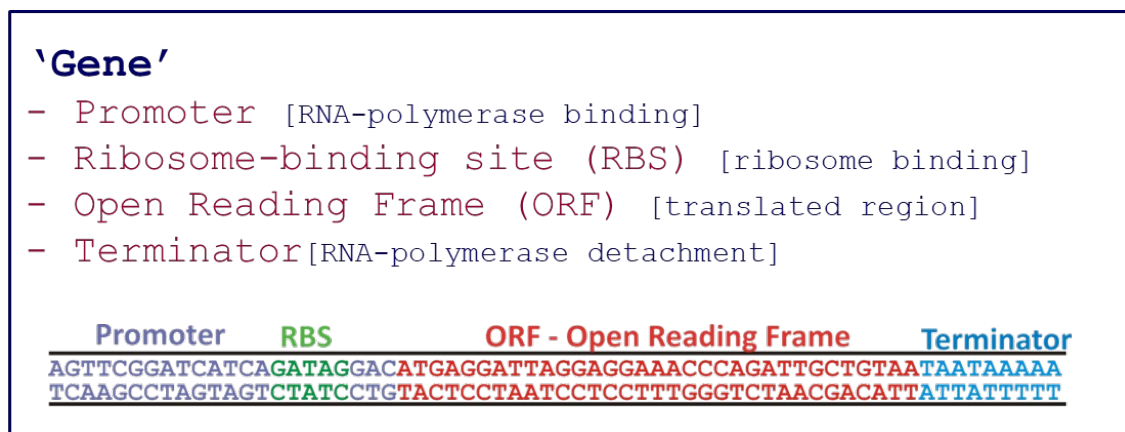 ‘Gene’
- Promoter [RNA-polymerase binding]
- Ribosome-binding site (RBS) [ribosome binding]
- Open Reading Frame (ORF) [translated region]
- Terminator[RNA-polymerase detachment]
Promoter RBS ORF - Open Reading Frame Terminator
AGTTCGGATCATCAGATAGGACATGAGGATTAGGAGGAAACCCAGATTGCTGTAATAATAAAAA
TCAAGCCTAGTAGTCTATCCTGTACTCCTAATCCTCCTTTGGGTCTAACGACATTATTATTTTT